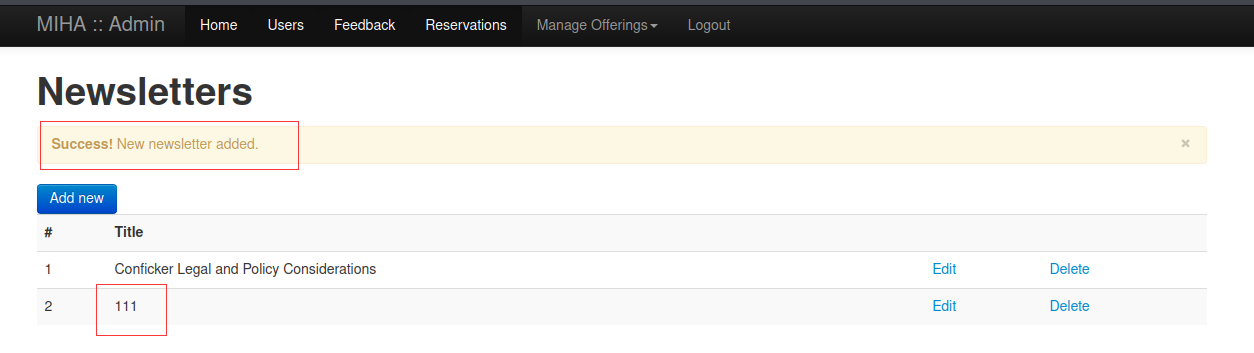 MIHA :: Admin Home Users Feedback Reservations Manage Offerings Logout
Newsletters
Success! New newsletter added. ×
Add new
# Title
1 Conficker Legal and Policy Considerations Edit Delete
2 111 Edit Delete